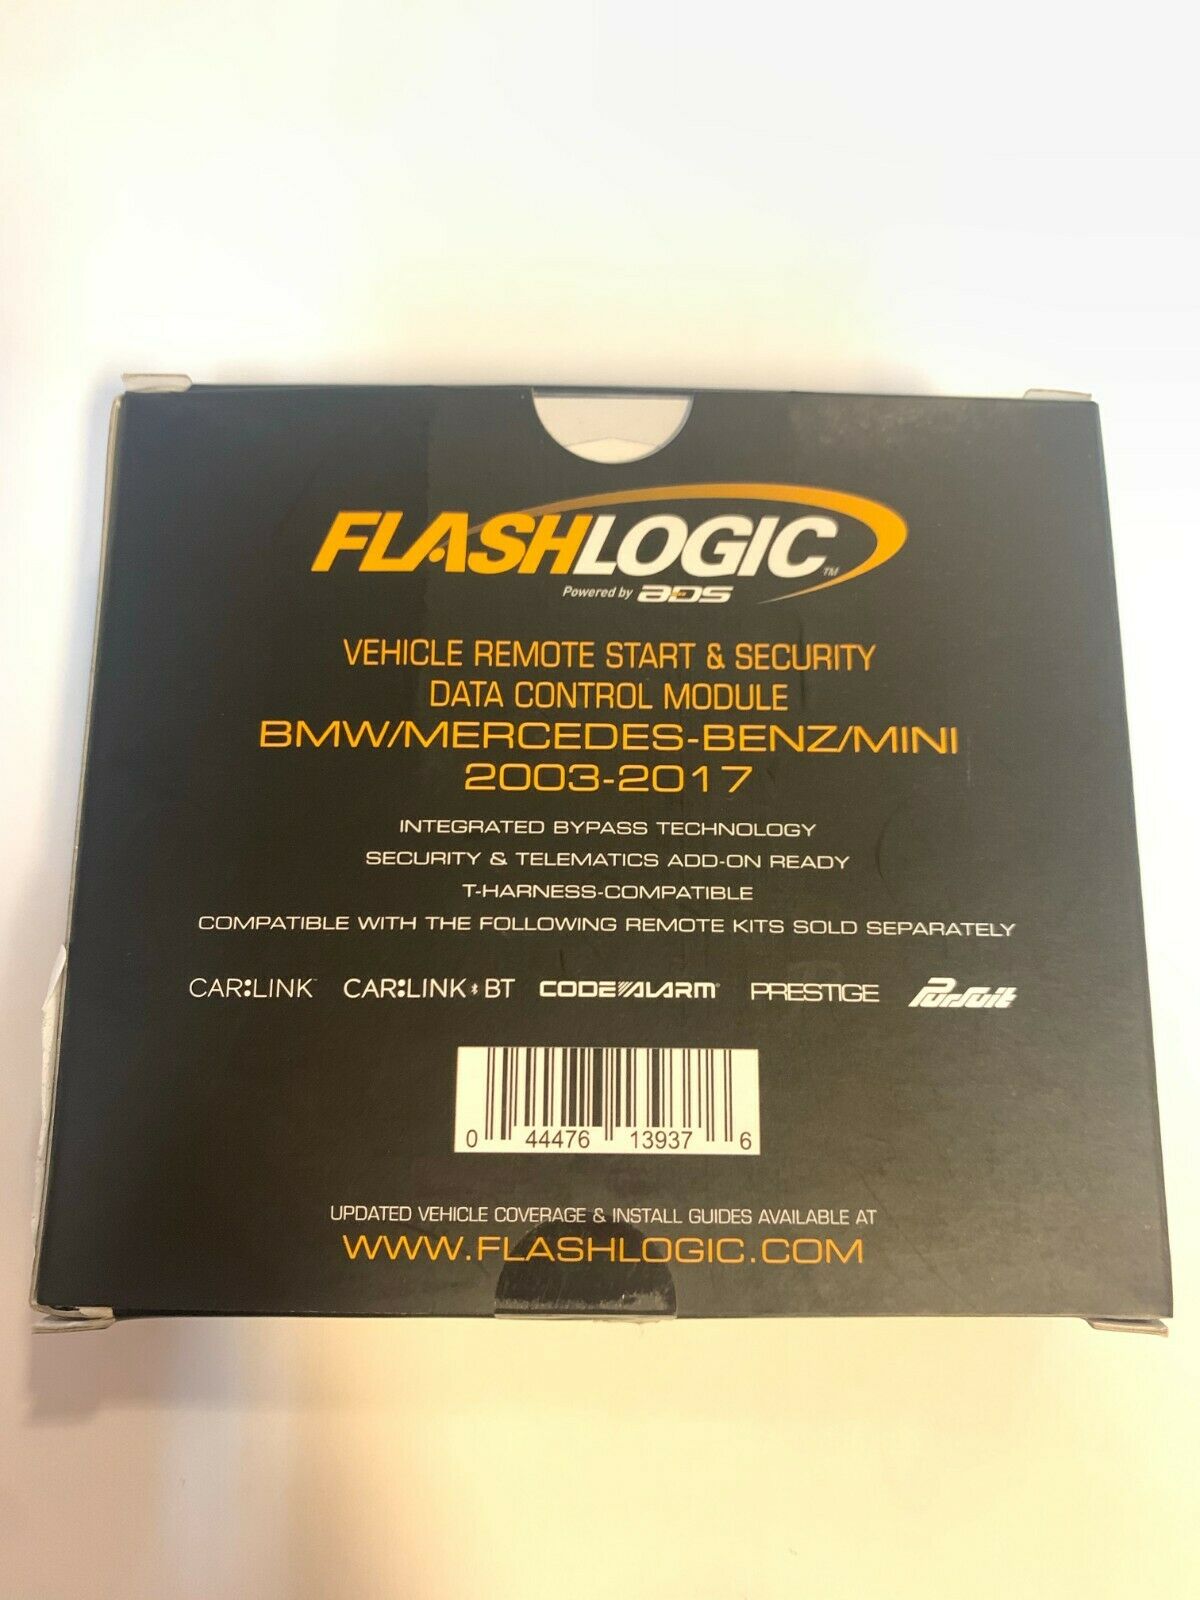 FLASHLOGIC™
Powered by ADS
VEHICLE REMOTE START & SECURITY
DATA CONTROL MODULE
BMW/MERCEDES-BENZ/MINI
2003-2017
INTEGRATED BYPASS TECHNOLOGY
SECURITY & TELEMATICS ADD-ON READY
T-HARNESS-COMPATIBLE
COMPATIBLE WITH THE FOLLOWING REMOTE KITS SOLD SEPARATELY
CAR:LINK™ CAR:LINK BT CODE ALARM® PRESTIGE Pursuit
0 44476 13937 6
UPDATED VEHICLE COVERAGE & INSTALL GUIDES AVAILABLE AT
WWW.FLASHLOGIC.COM